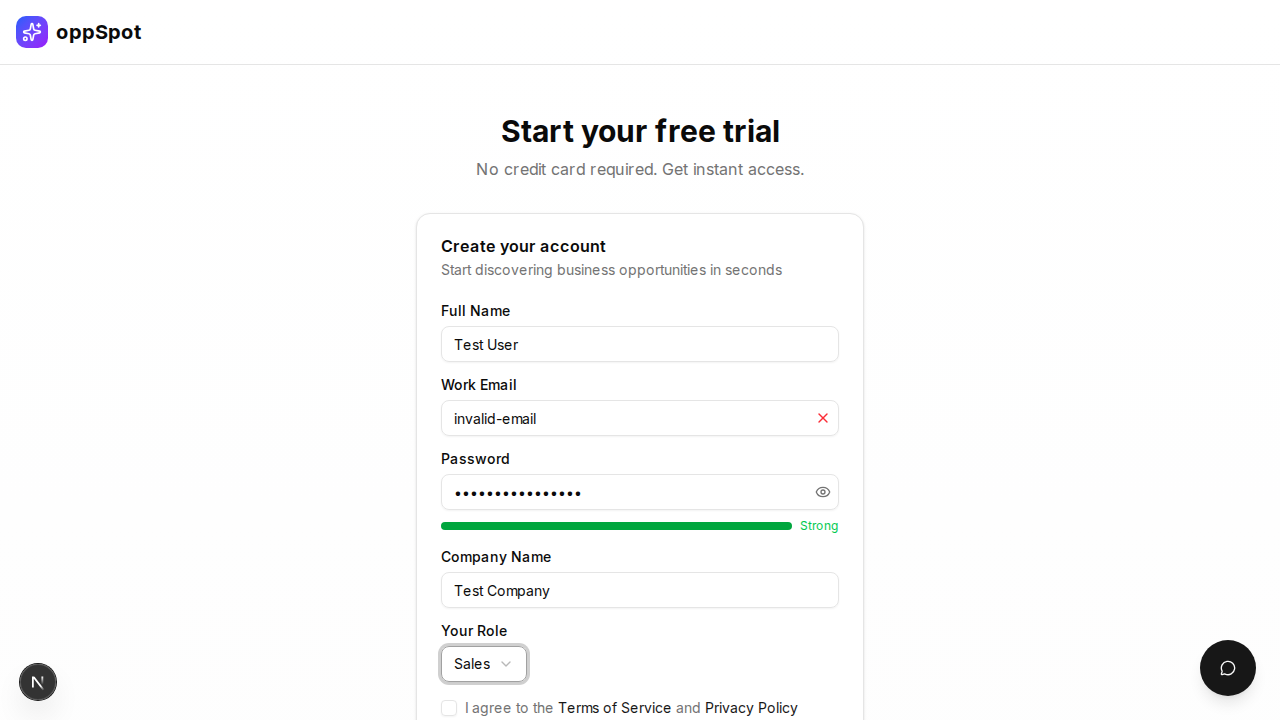 oppSpot
Start your free trial
No credit card required. Get instant access.
Create your account
Start discovering business opportunities in seconds
Full Name
Test User
Work Email
invalid-email
Password
••••••••••••••••
Strong
Company Name
Test Company
Your Role
Sales
I agree to the Terms of Service and Privacy Policy
N